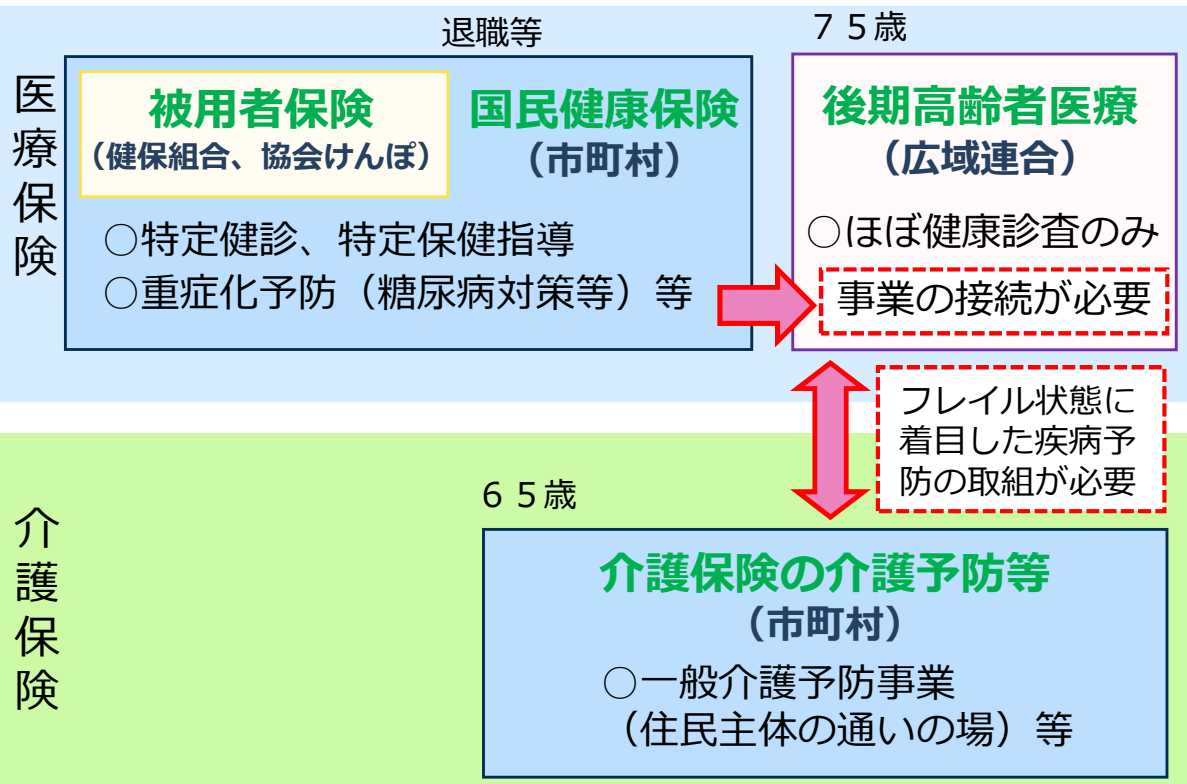 退職等
７５歳
医療保険
被用者保険
（健保組合、協会けんぽ）
国民健康保険
（市町村）
○特定健診、特定保健指導
○重症化予防（糖尿病対策等）等
後期高齢者医療
（広域連合）
○ほぼ健康診査のみ
事業の接続が必要
フレイル状態に
着目した疾病予
防の取組が必要
介護保険
６５歳
介護保険の介護予防等
（市町村）
○一般介護予防事業
（住民主体の通いの場）等